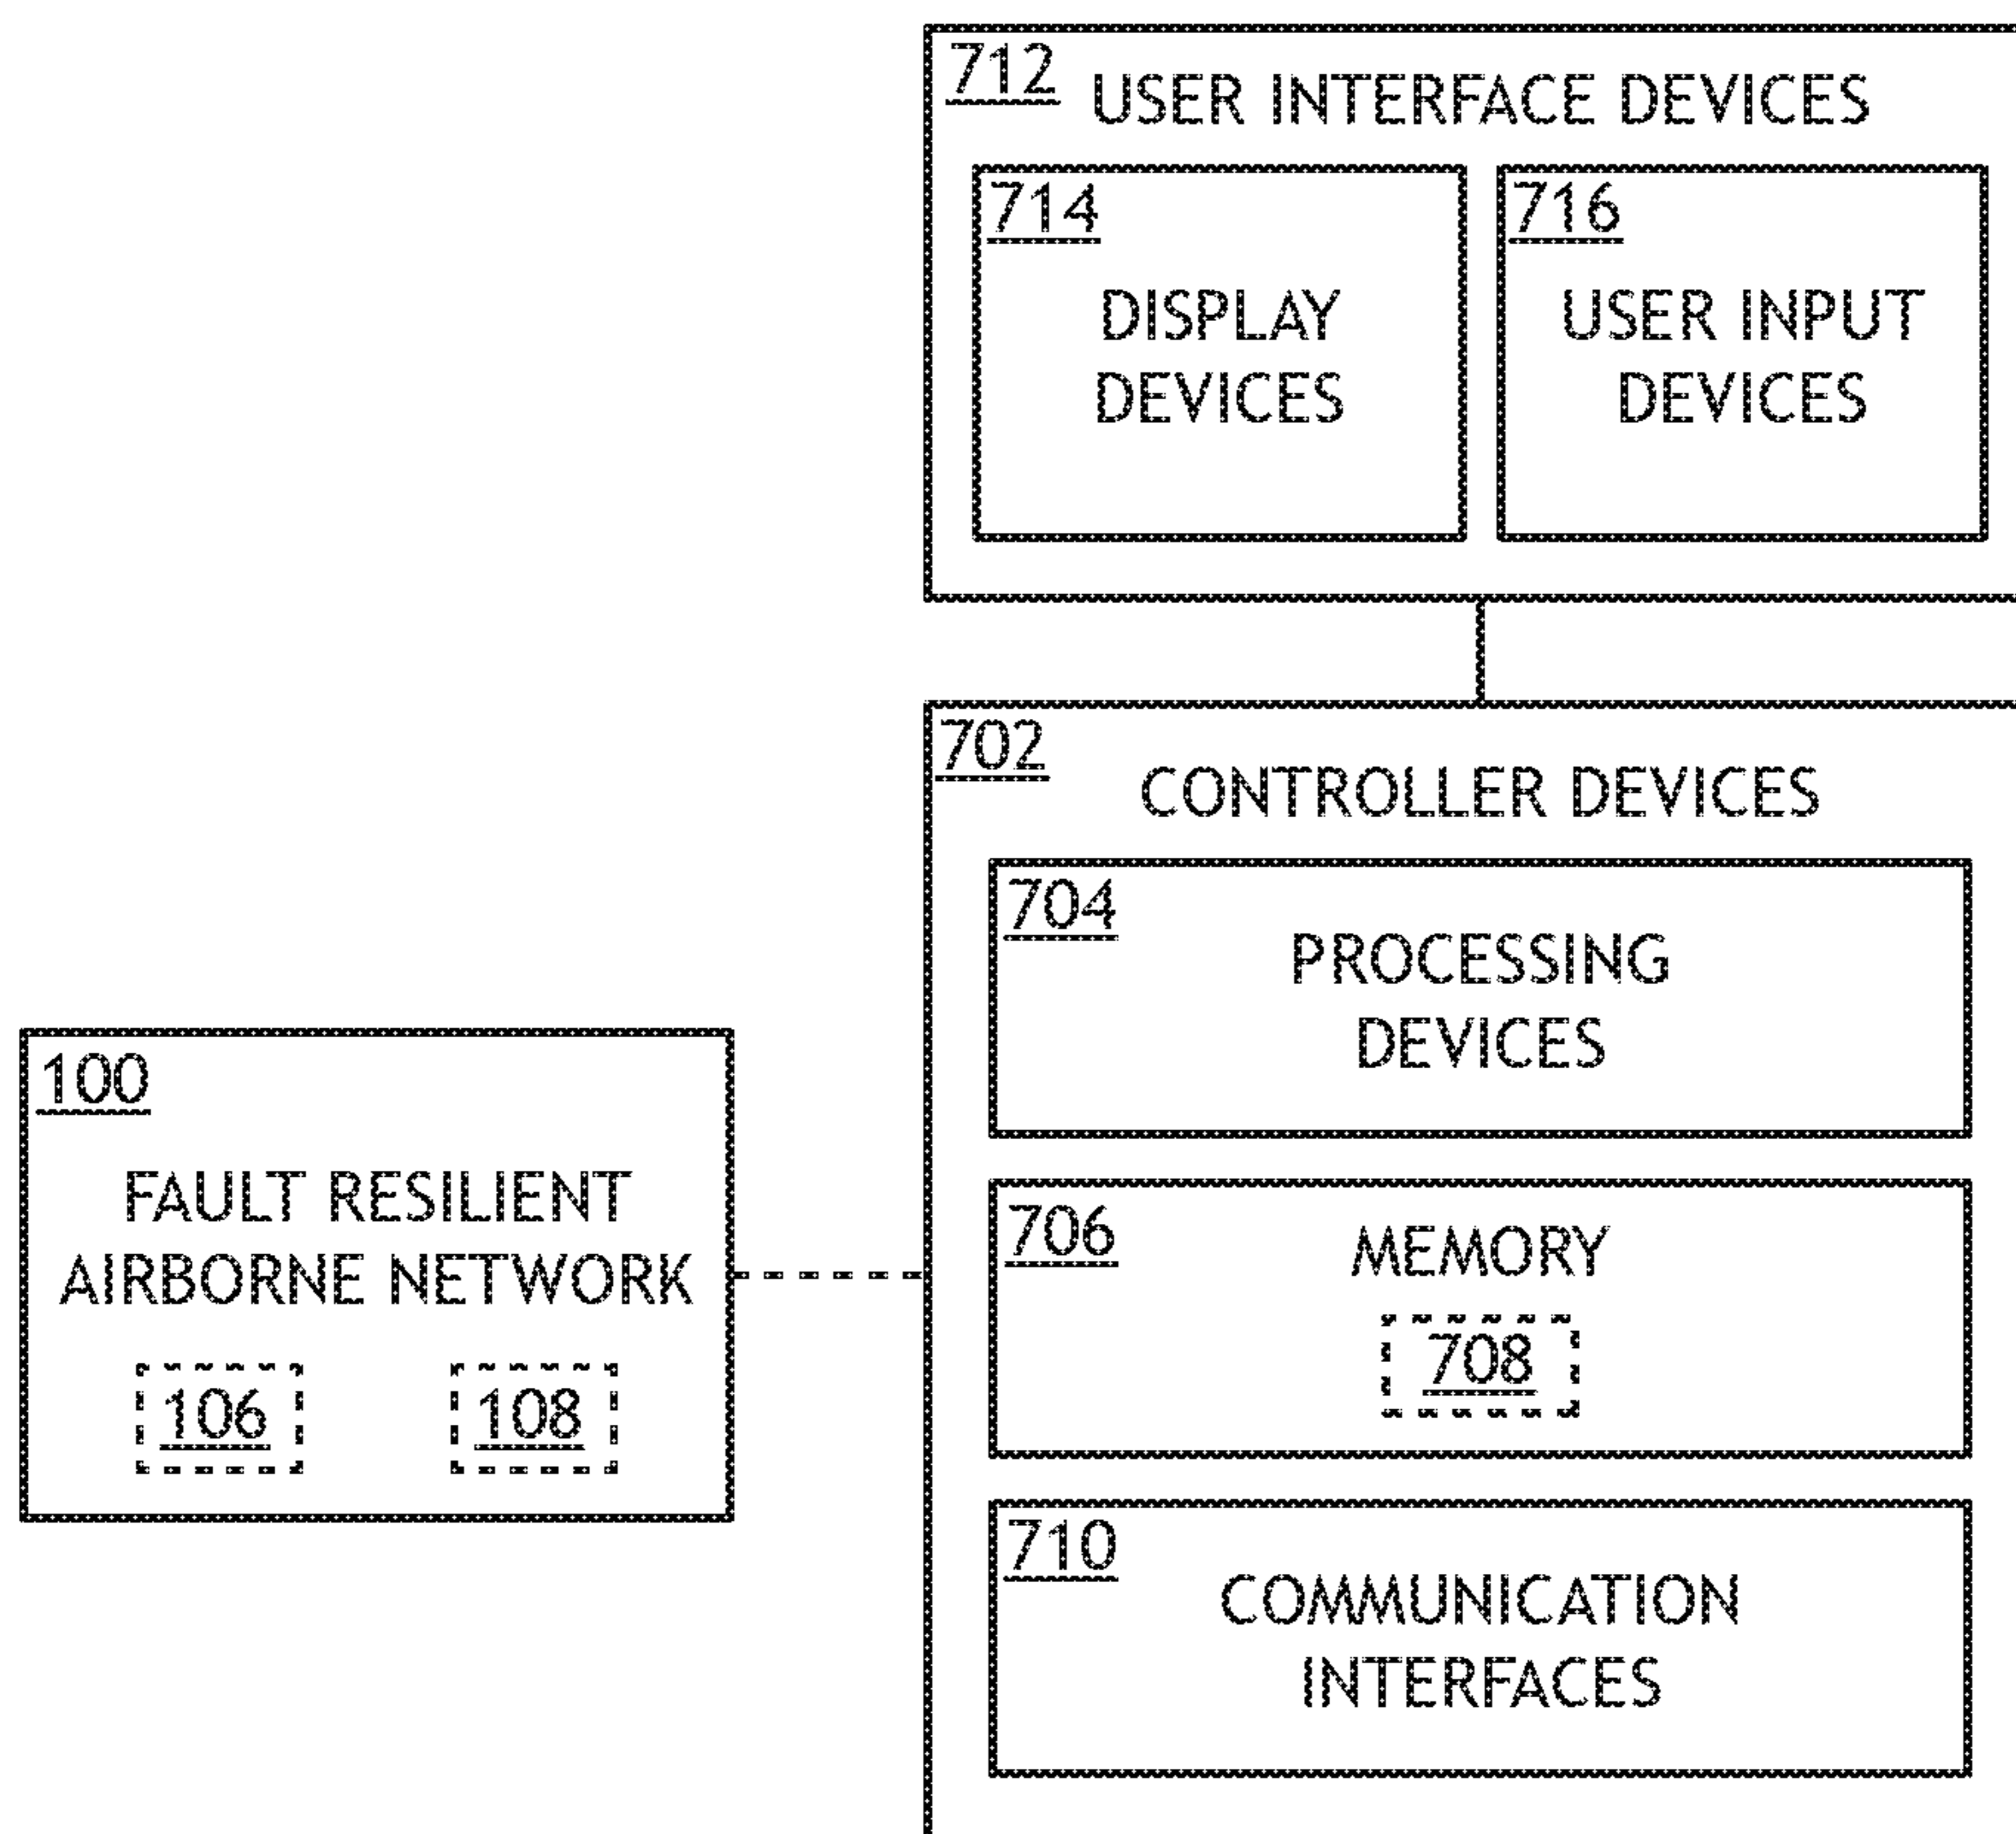 712
USER INTERFACE DEVICES
714
DISPLAY
DEVICES
716
USER INPUT
DEVICES
702
CONTROLLER DEVICES
704
PROCESSING
DEVICES
706
MEMORY
708
710
COMMUNICATION
INTERFACES
100
FAULT RESILIENT
AIRBORNE NETWORK
106
108